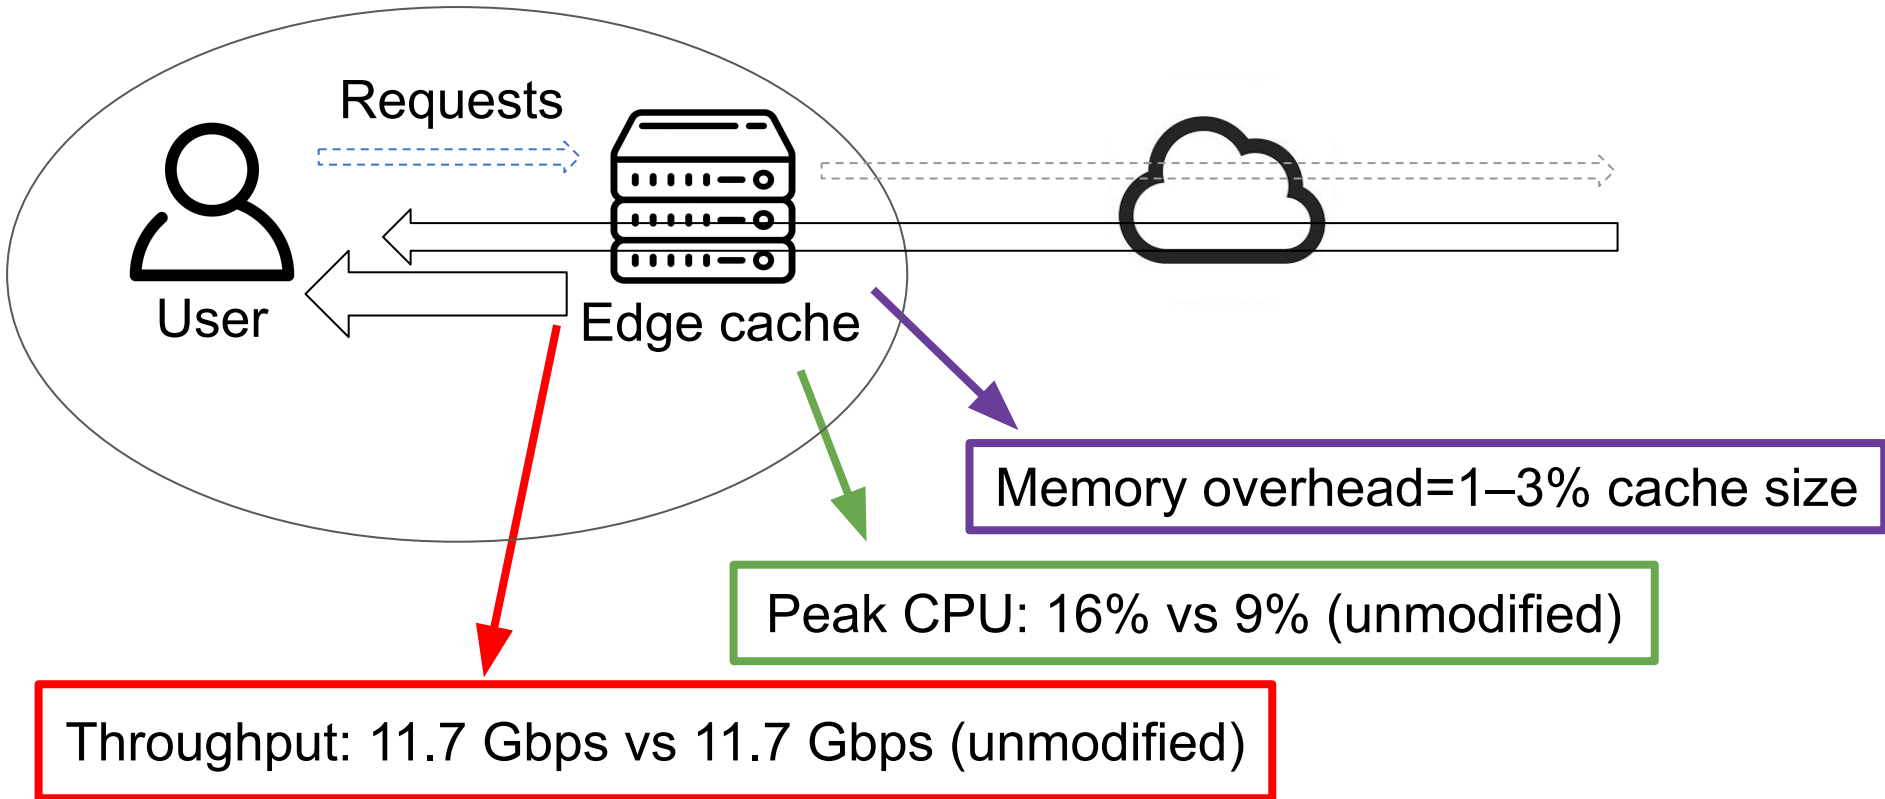 Requests
User
Edge cache
Memory overhead=1–3% cache size
Peak CPU: 16% vs 9% (unmodified)
Throughput: 11.7 Gbps vs 11.7 Gbps (unmodified)